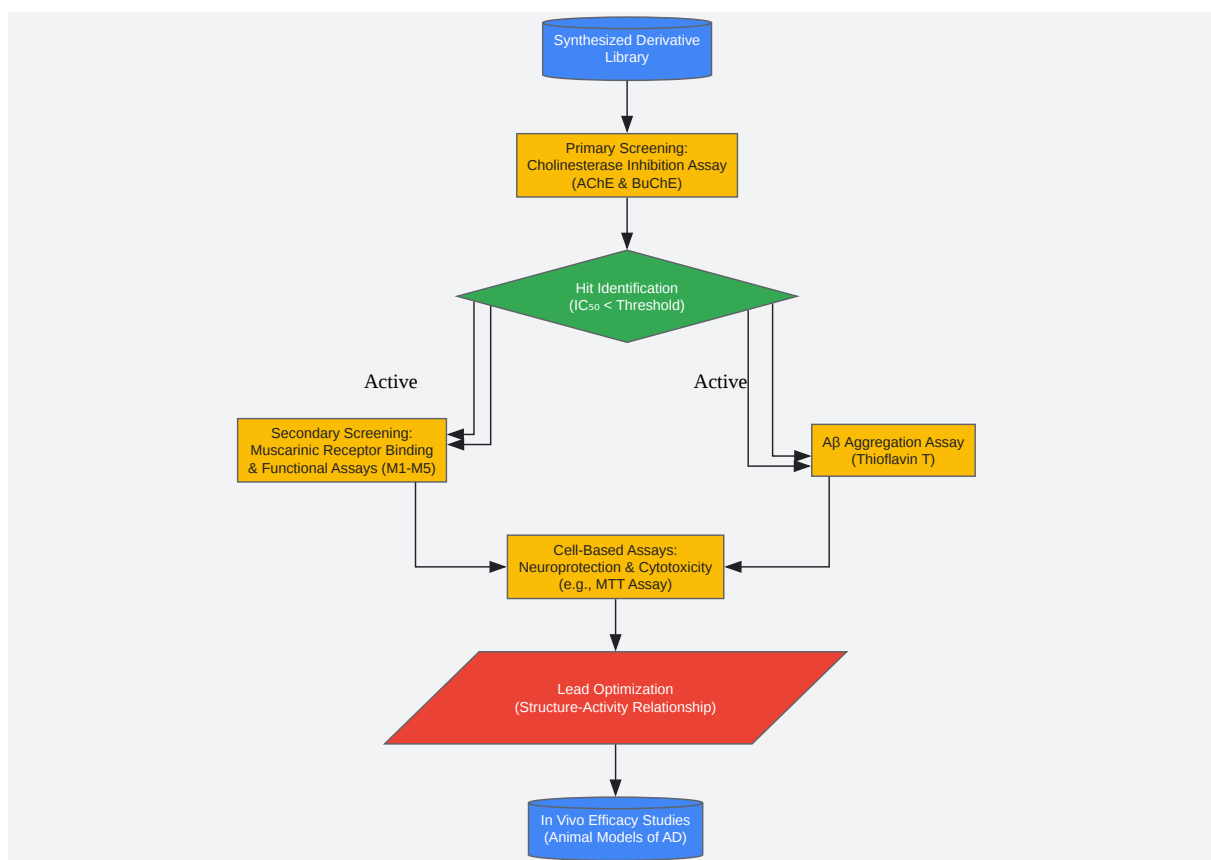 Synthesized Derivative
Library
Primary Screening:
Cholinesterase Inhibition Assay
(AChE & BuChE)
Hit Identification
(IC₅₀ < Threshold)
Active
Active
Secondary Screening:
Muscarinic Receptor Binding
& Functional Assays (M1-M5)
Aβ Aggregation Assay
(Thioflavin T)
Cell-Based Assays:
Neuroprotection & Cytotoxicity
(e.g., MTT Assay)
Lead Optimization
(Structure-Activity Relationship)
In Vivo Efficacy Studies
(Animal Models of AD)